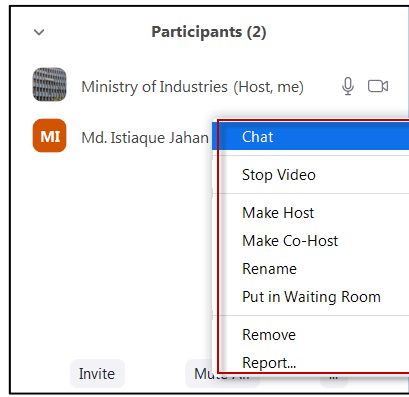 Participants (2)
Ministry of Industries (Host, me)
MI
Md. Istiaque Jahan
Chat
Stop Video
Make Host
Make Co-Host
Rename
Put in Waiting Room
Remove
Report...
Invite